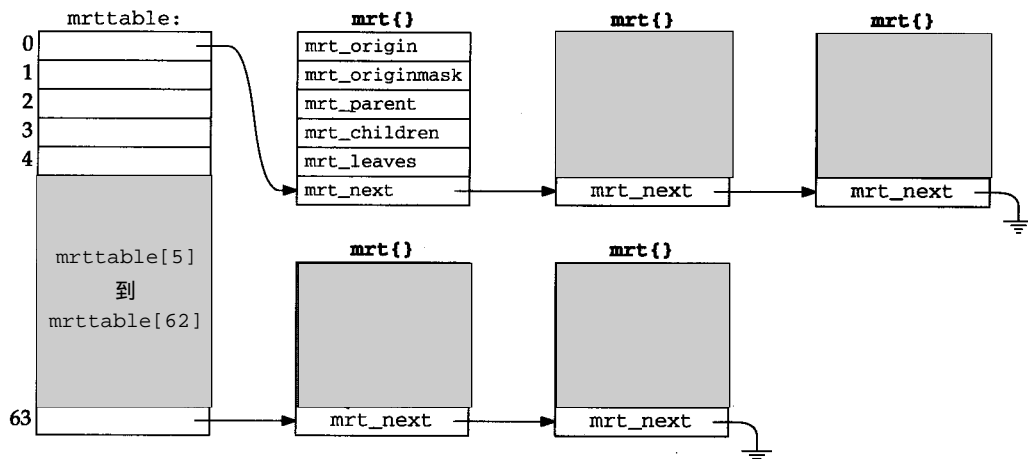 mrttable:
mrt{}
mrt{}
mrt{}
0
1
2
3
4
mrt_origin
mrt_originmask
mrt_parent
mrt_children
mrt_leaves
mrt_next
mrt_next
mrt_next
mrttable[5]
到
mrttable[62]
mrt{}
mrt{}
63
mrt_next
mrt_next